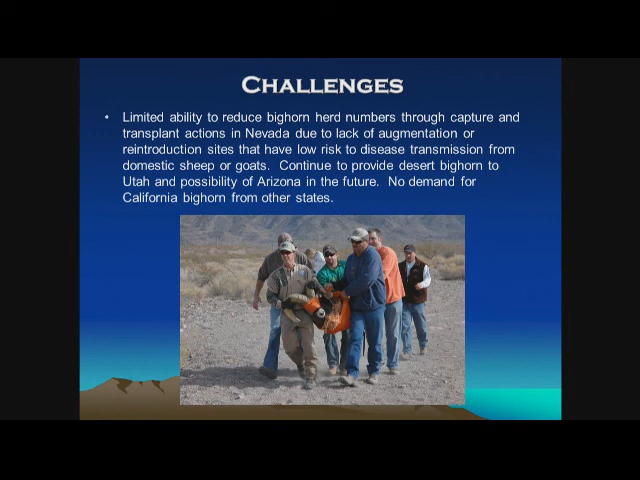 CHALLENGES
• Limited ability to reduce bighorn herd numbers through capture and
transplant actions in Nevada due to lack of augmentation or
reintroduction sites that have low risk to disease transmission from
domestic sheep or goats. Continue to provide desert bighorn to
Utah and possibility of Arizona in the future. No demand for
California bighorn from other states.